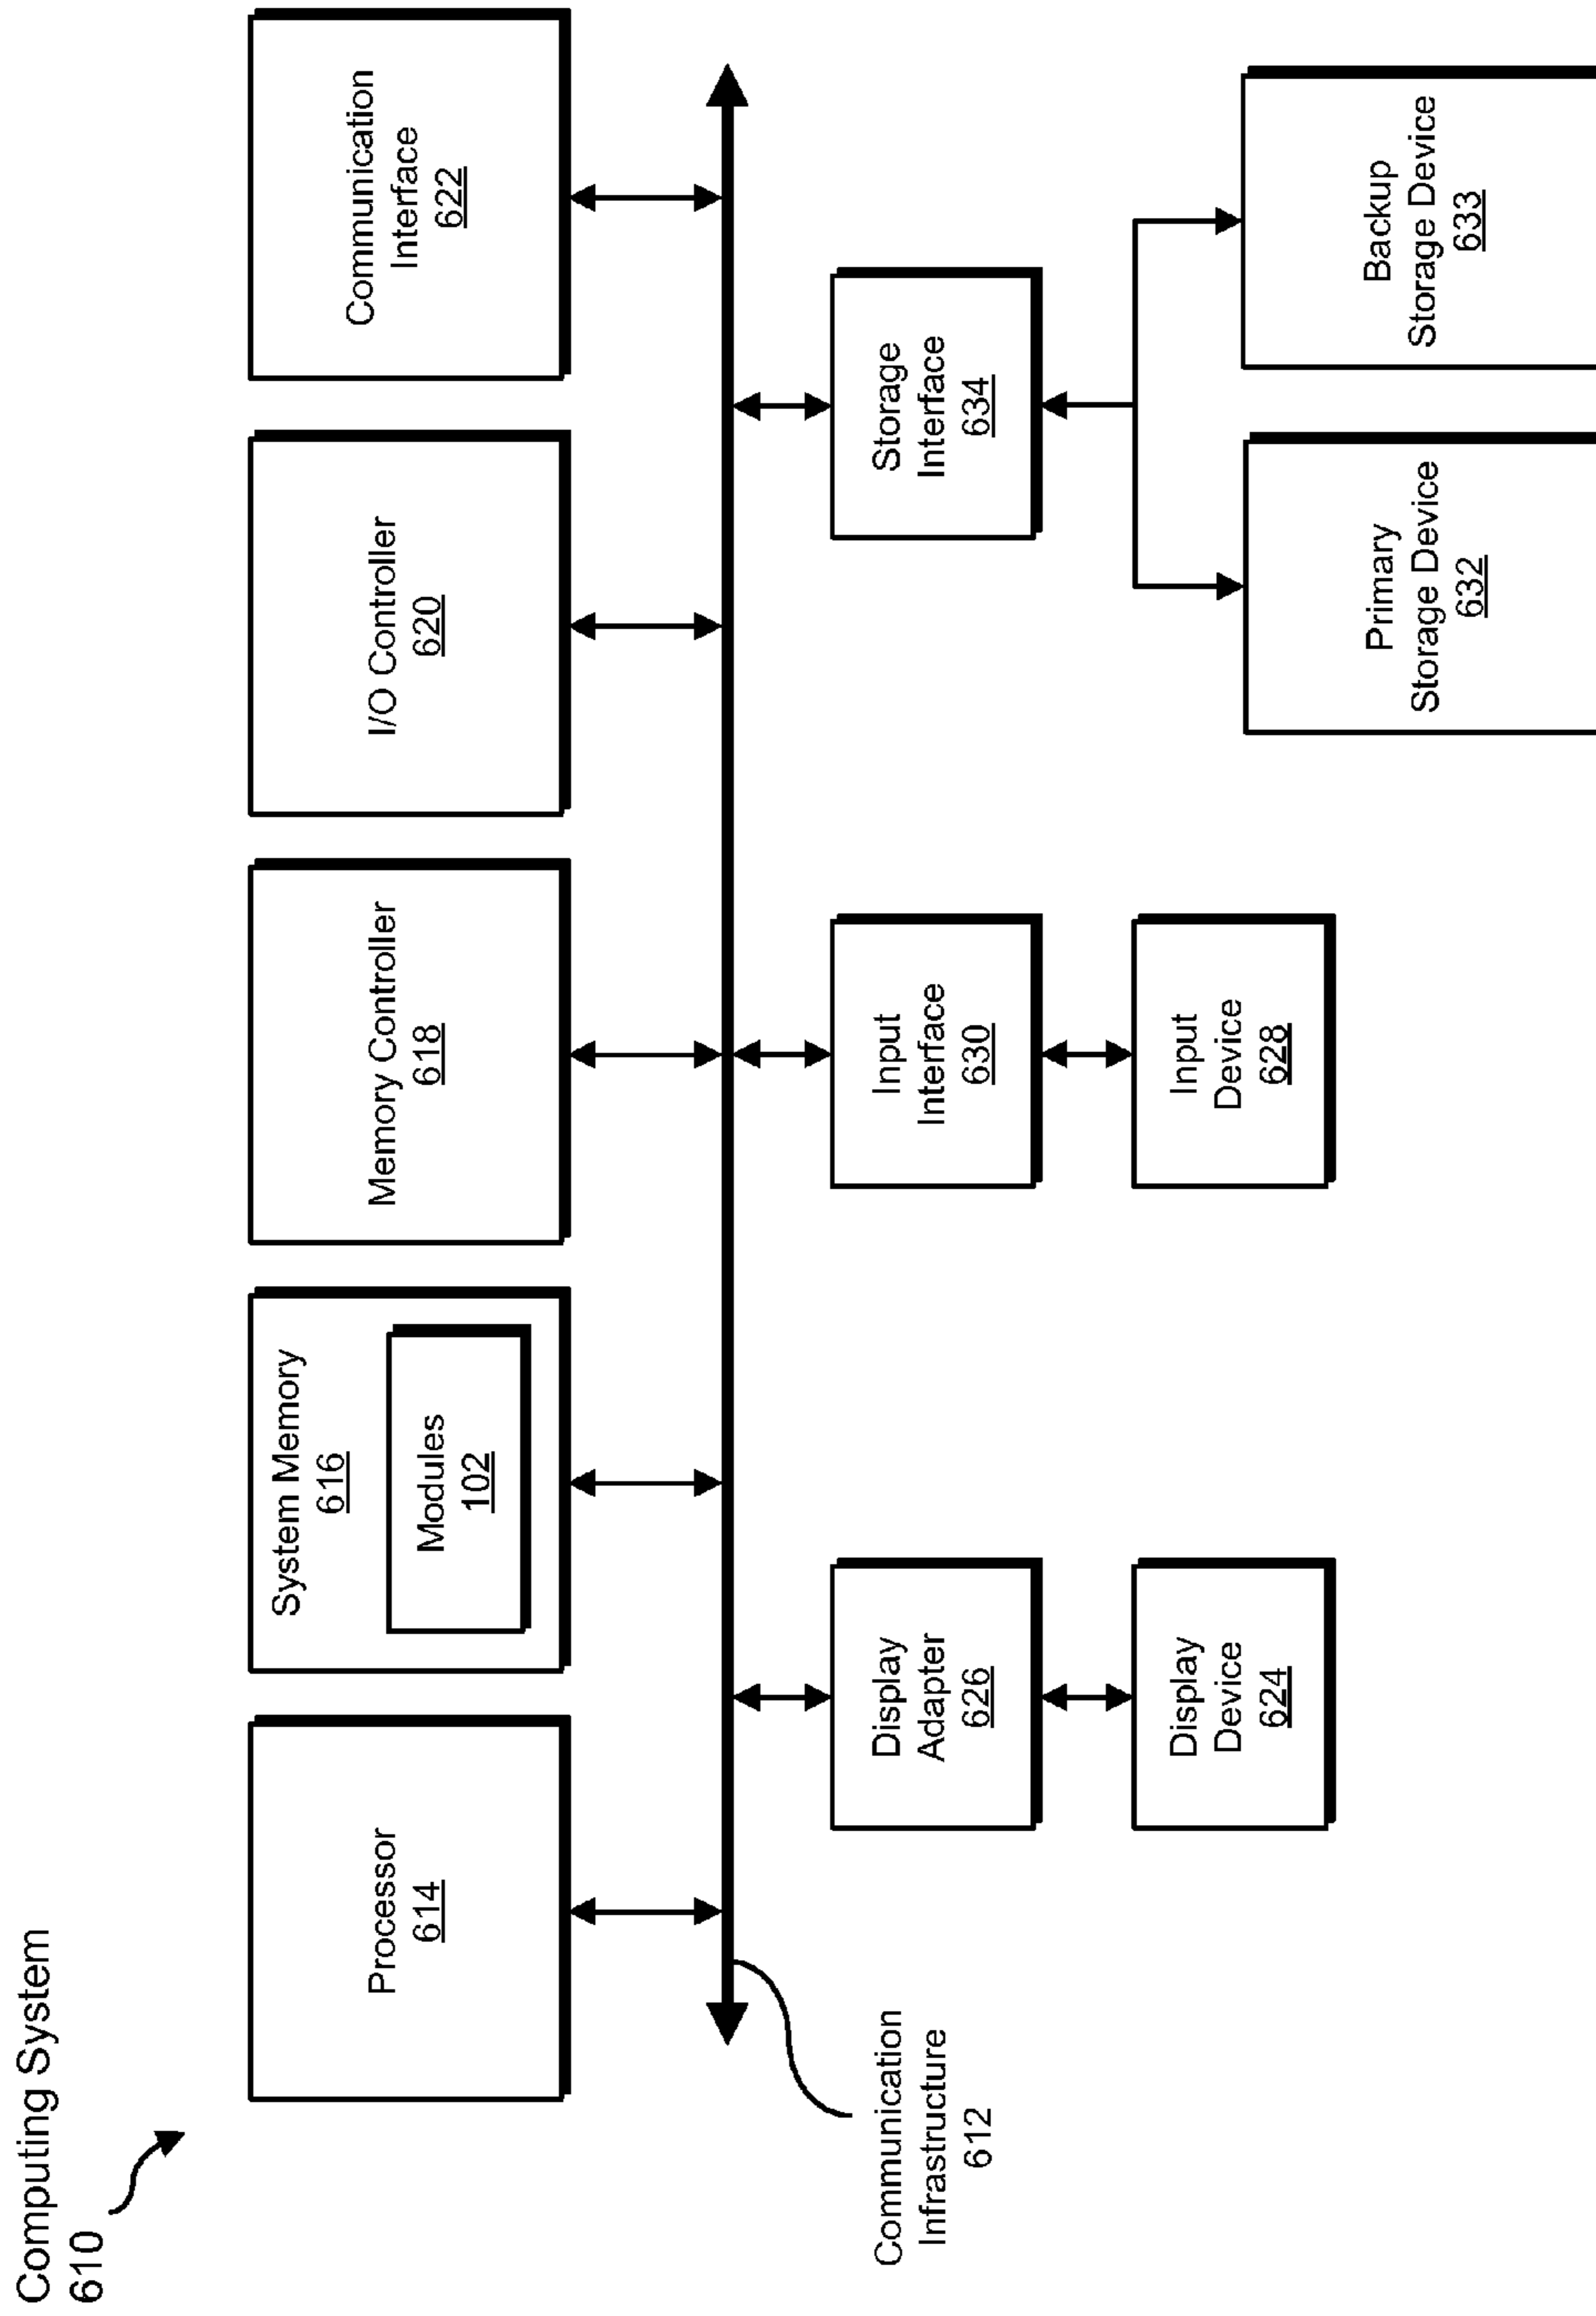 Computing System
610
Processor
614
System Memory
616
Modules
102
Memory Controller
618
I/O Controller
620
Communication
Interface
622
Communication
Infrastructure
612
Display
Adapter
626
Input
Interface
630
Storage
Interface
634
Display
Device
624
Input
Device
628
Primary
Storage Device
632
Backup
Storage Device
633